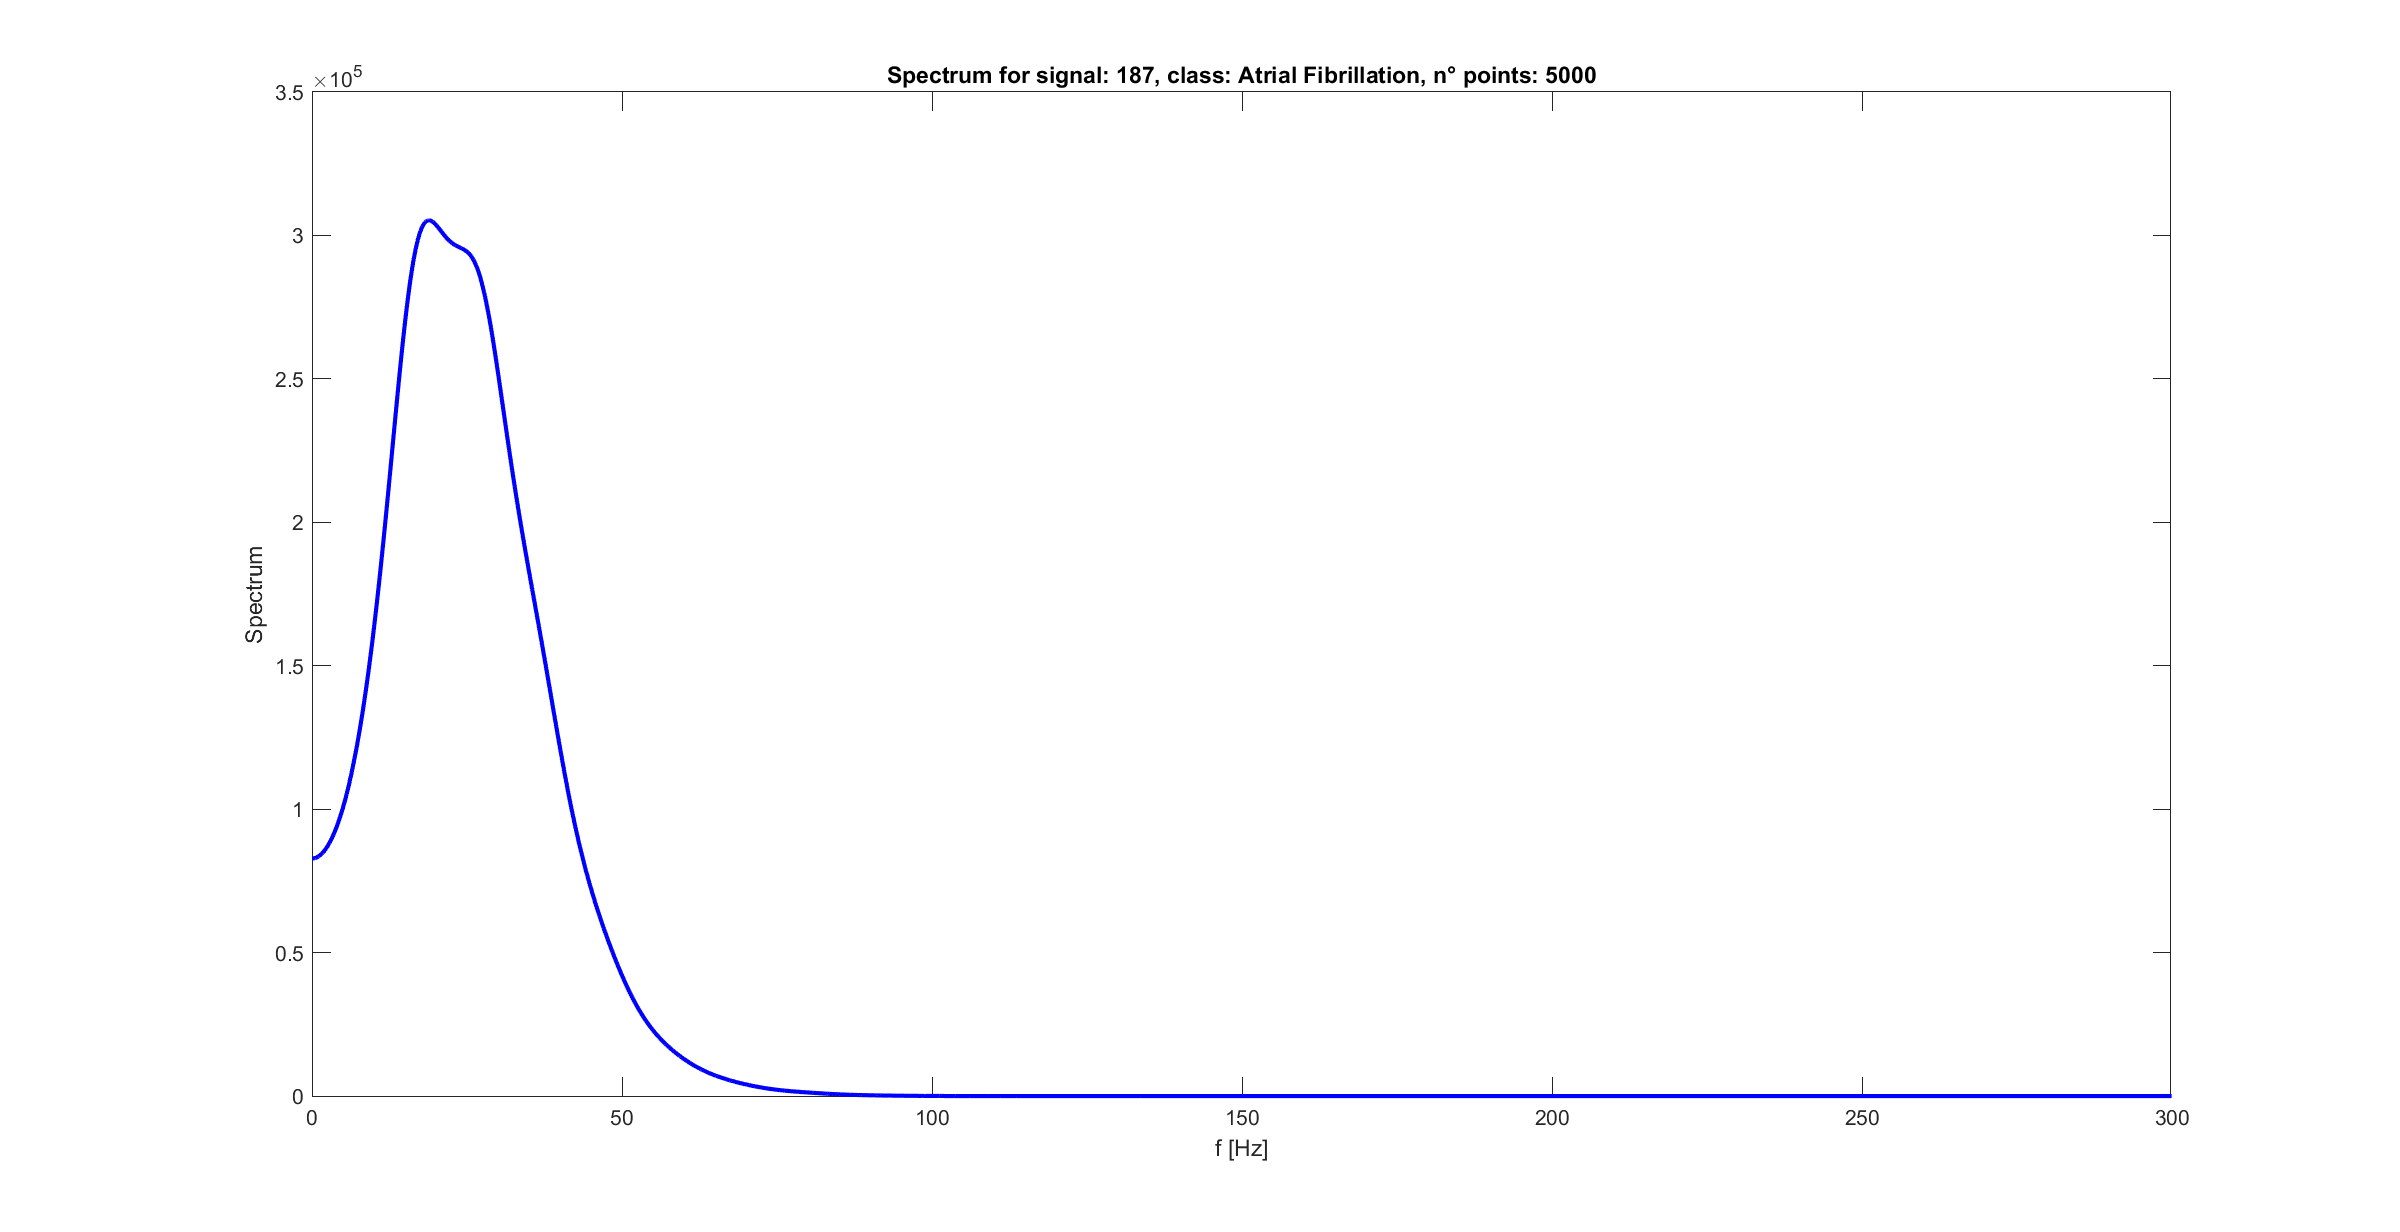 Spectrum for signal: 187, class: Atrial Fibrillation, n° points: 5000
×10^5
3.5
3
2.5
2
1.5
1
0.5
0
Spectrum
0 50 100 150 200 250 300
f [Hz]